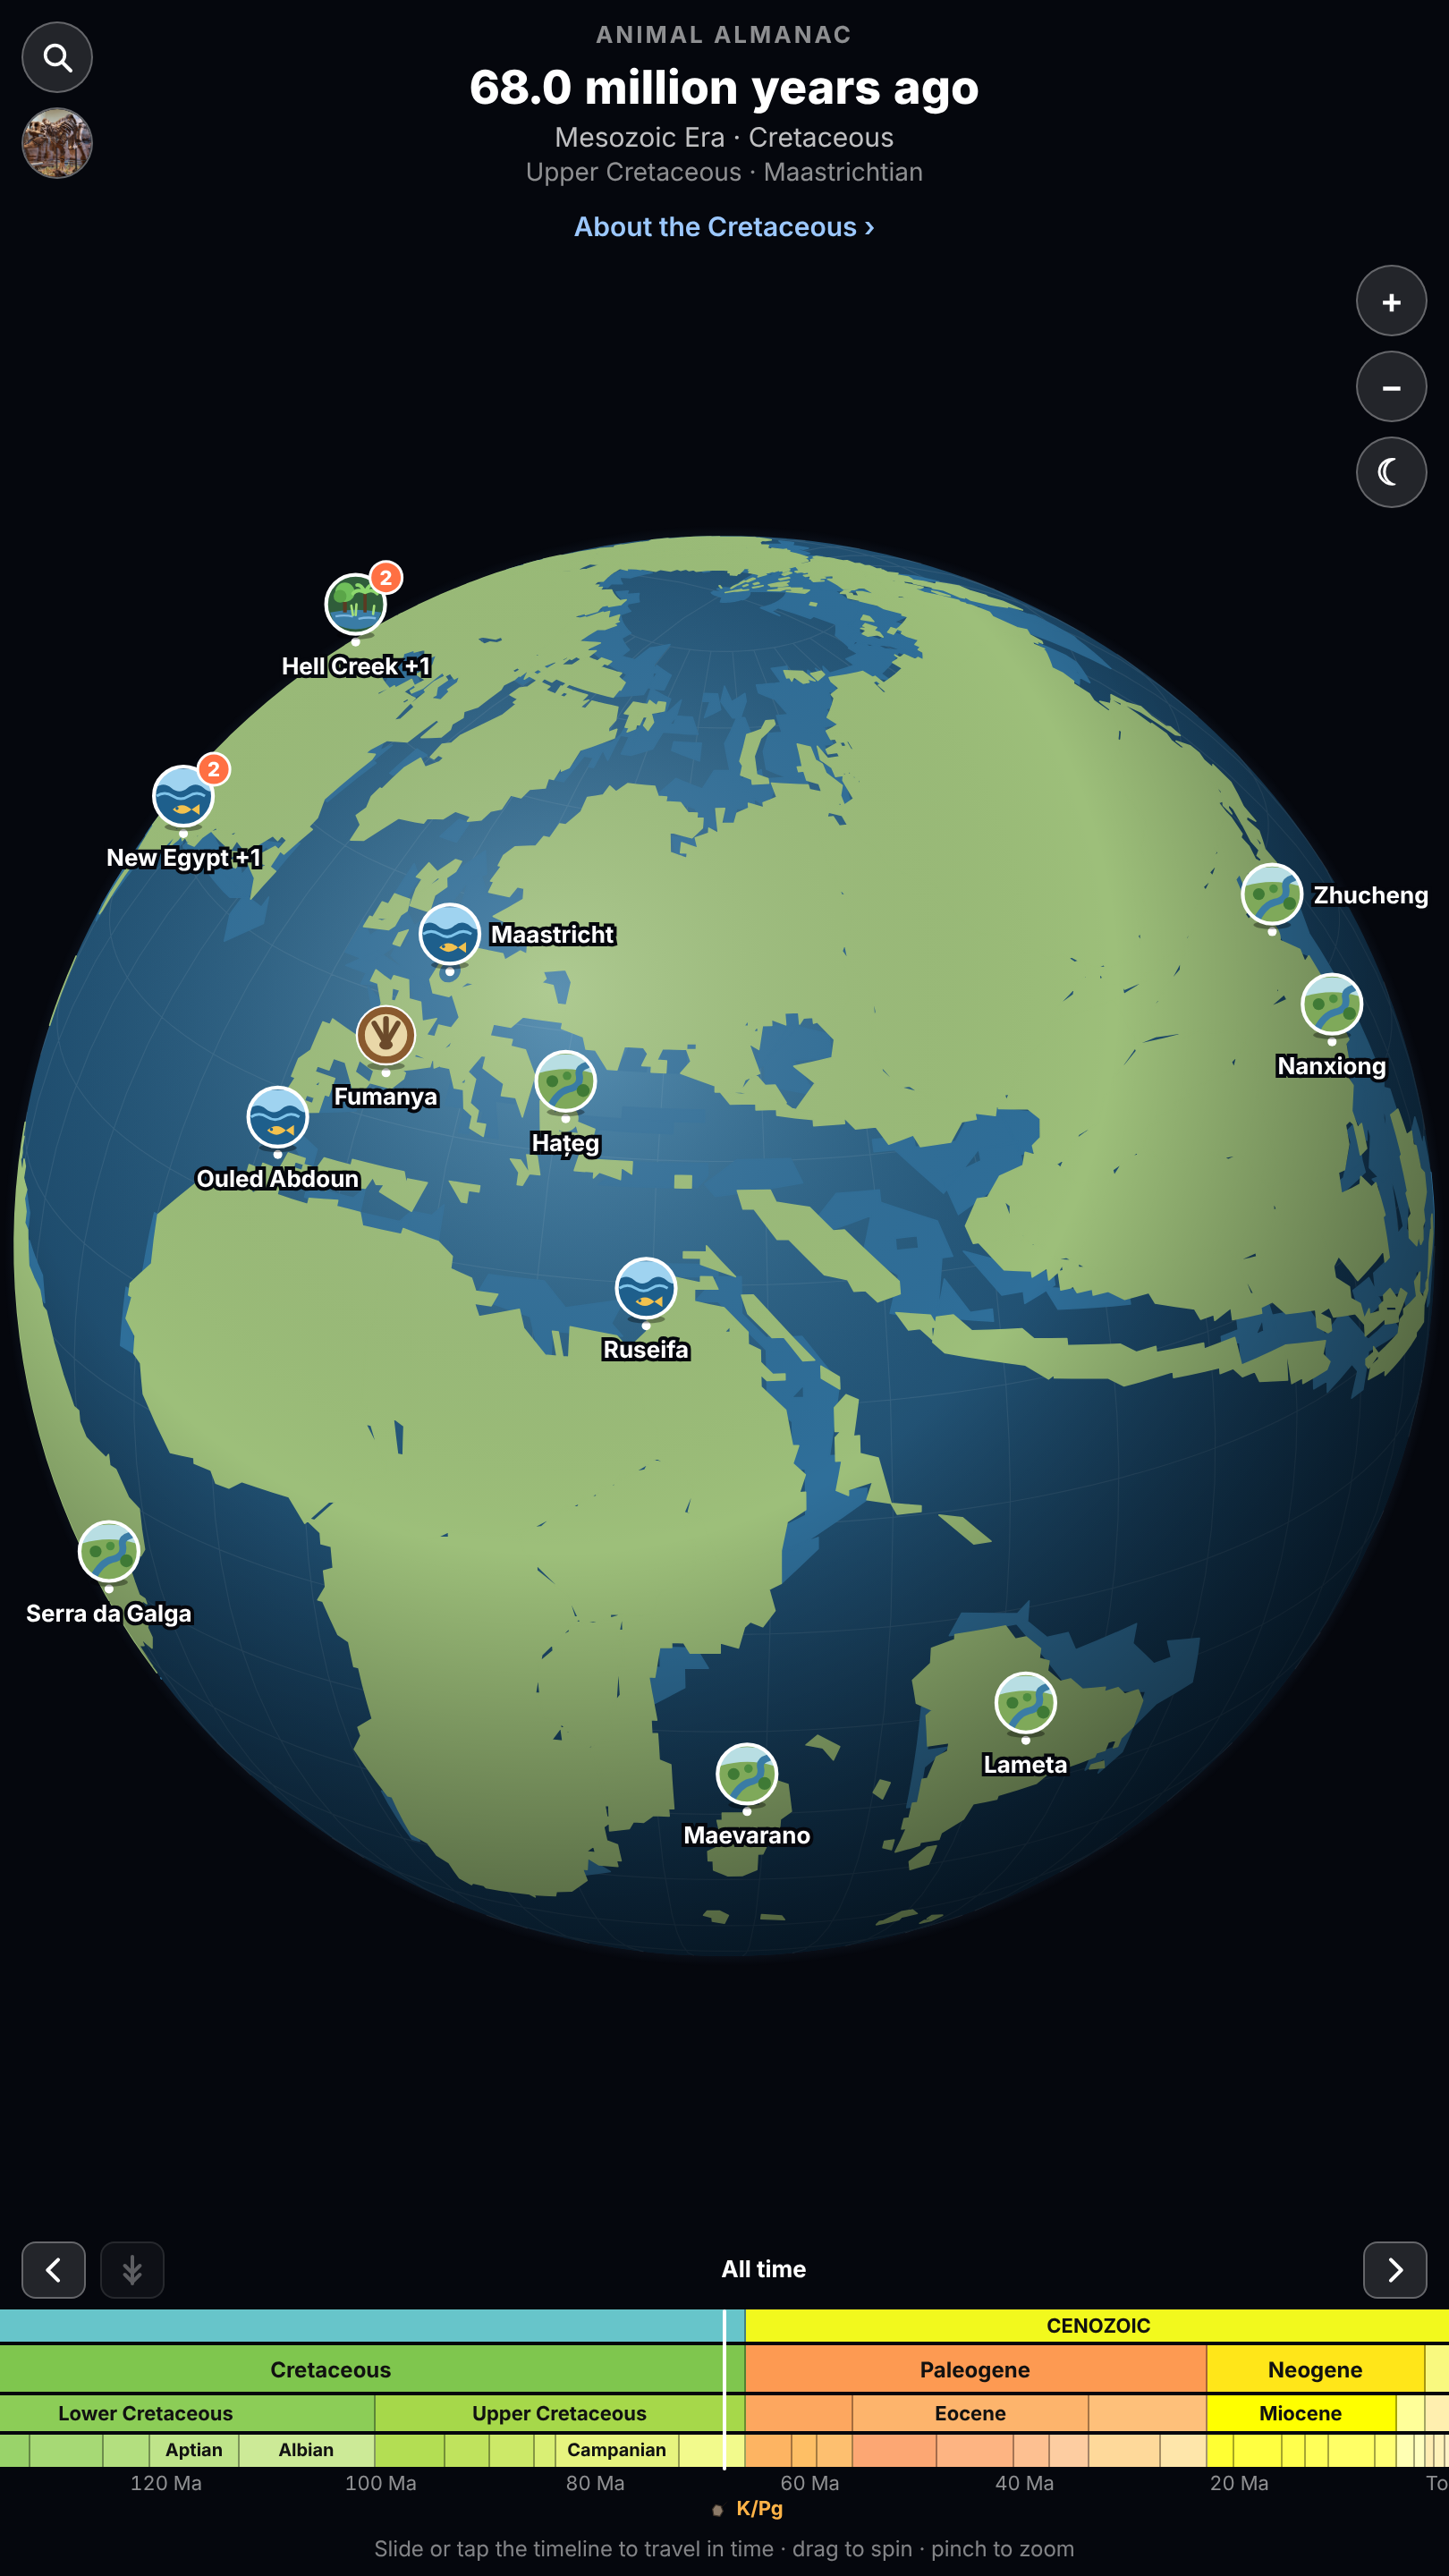 ANIMAL ALMANAC
68.0 million years ago
Mesozoic Era · Cretaceous
Upper Cretaceous · Maastrichtian
About the Cretaceous ›
+
−
2
Hell Creek +1
2
New Egypt +1
Zhucheng
Maastricht
Nanxiong
Fumanya
Hațeg
Ouled Abdoun
Ruseifa
Serra da Galga
Lameta
Maevarano
All time
CENOZOIC
Cretaceous
Paleogene
Neogene
Lower Cretaceous
Upper Cretaceous
Eocene
Miocene
Aptian
Albian
Campanian
120 Ma
100 Ma
80 Ma
60 Ma
40 Ma
20 Ma
To
K/Pg
Slide or tap the timeline to travel in time · drag to spin · pinch to zoom